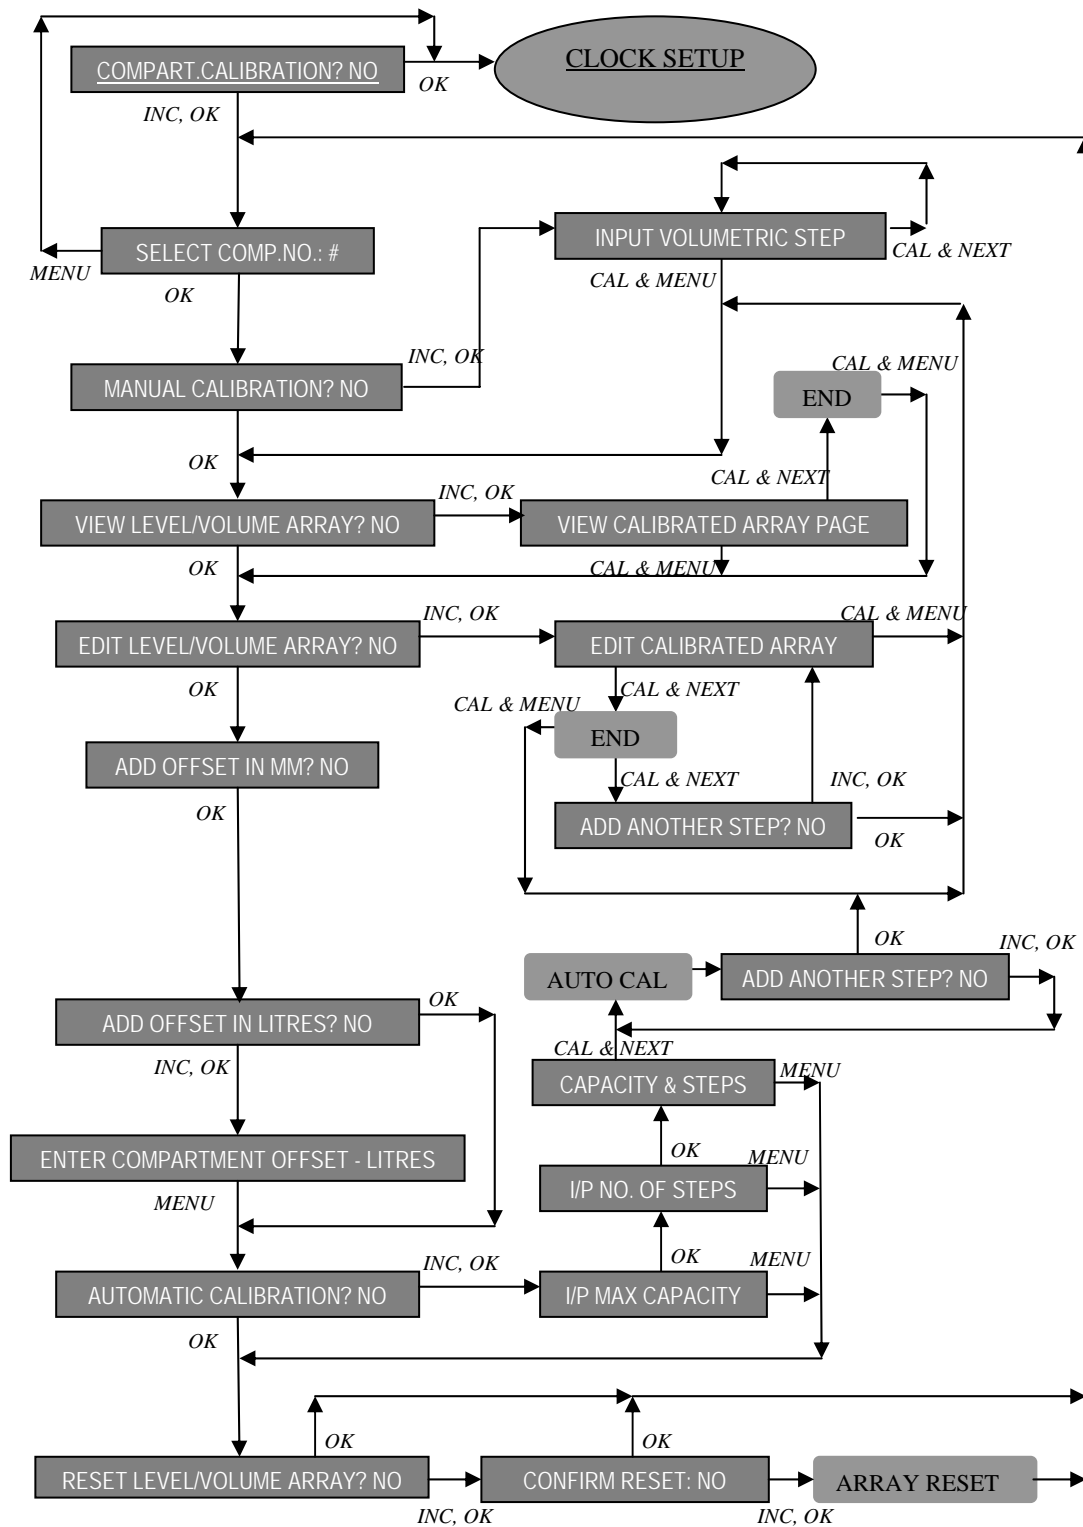 COMPART.CALIBRATION? NO
OK
CLOCK SETUP
INC, OK
SELECT COMP.NO.: #
MENU
OK
INPUT VOLUMETRIC STEP
CAL & NEXT
CAL & MENU
INC, OK
MANUAL CALIBRATION? NO
CAL & MENU
END
OK
CAL & NEXT
INC, OK
VIEW LEVEL/VOLUME ARRAY? NO
VIEW CALIBRATED ARRAY PAGE
OK
CAL & MENU
INC, OK
CAL & MENU
EDIT LEVEL/VOLUME ARRAY? NO
EDIT CALIBRATED ARRAY
OK
CAL & NEXT
CAL & MENU
END
ADD OFFSET IN MM? NO
CAL & NEXT
INC, OK
OK
ADD ANOTHER STEP? NO
OK
OK
INC, OK
AUTO CAL
ADD ANOTHER STEP? NO
OK
ADD OFFSET IN LITRES? NO
CAL & NEXT
INC, OK
CAPACITY & STEPS
MENU
ENTER COMPARTMENT OFFSET - LITRES
OK
MENU
I/P NO. OF STEPS
MENU
INC, OK
OK
MENU
AUTOMATIC CALIBRATION? NO
I/P MAX CAPACITY
OK
OK
OK
RESET LEVEL/VOLUME ARRAY? NO
CONFIRM RESET: NO
ARRAY RESET
INC, OK
INC, OK